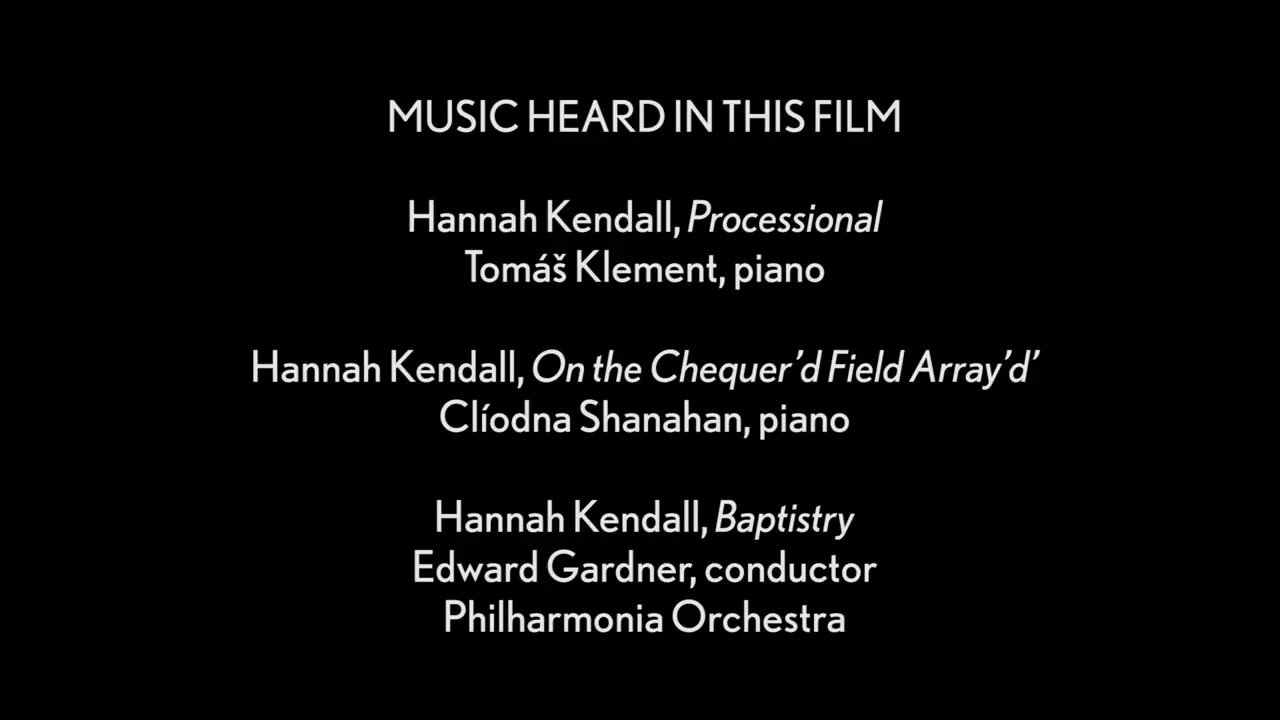 MUSIC HEARD IN THIS FILM
Hannah Kendall, Processional
Tomáš Klement, piano
Hannah Kendall, On the Chequer’d Field Array’d’
Clíodna Shanahan, piano
Hannah Kendall, Baptistry
Edward Gardner, conductor
Philharmonia Orchestra